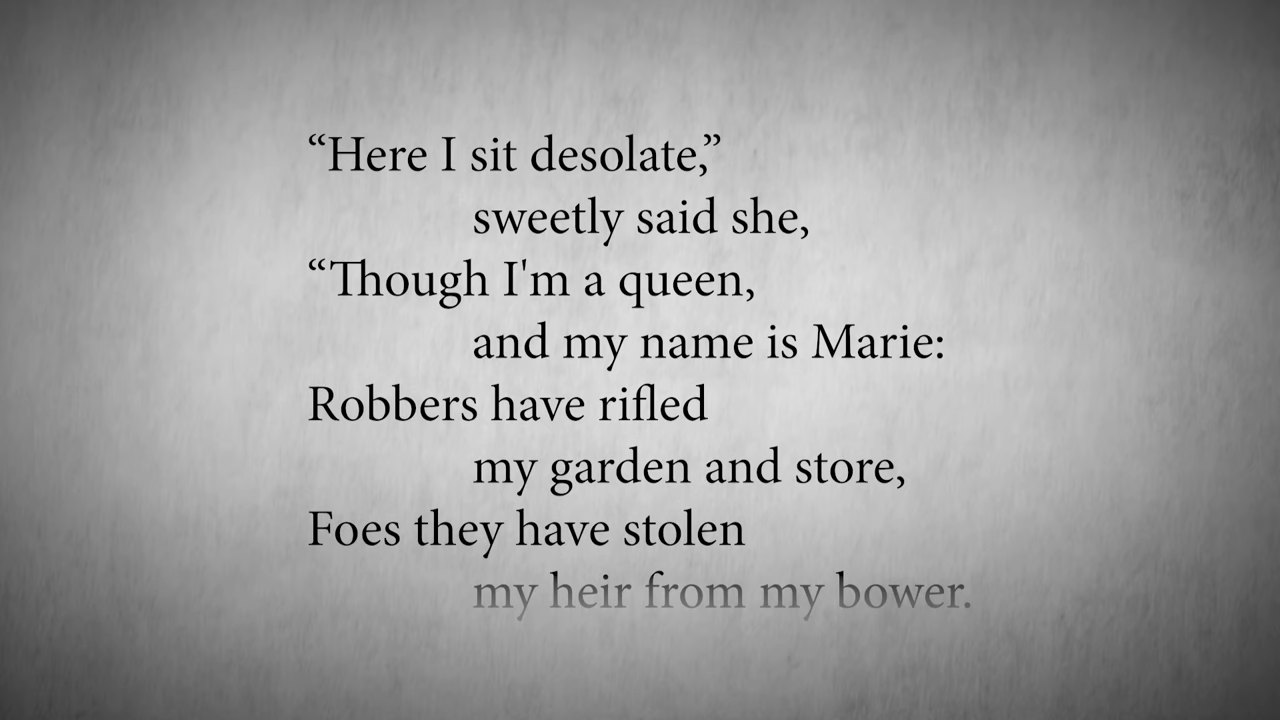 “Here I sit desolate,”
sweetly said she,
“Though I'm a queen,
and my name is Marie:
Robbers have rifled
my garden and store,
Foes they have stolen
my heir from my bower.